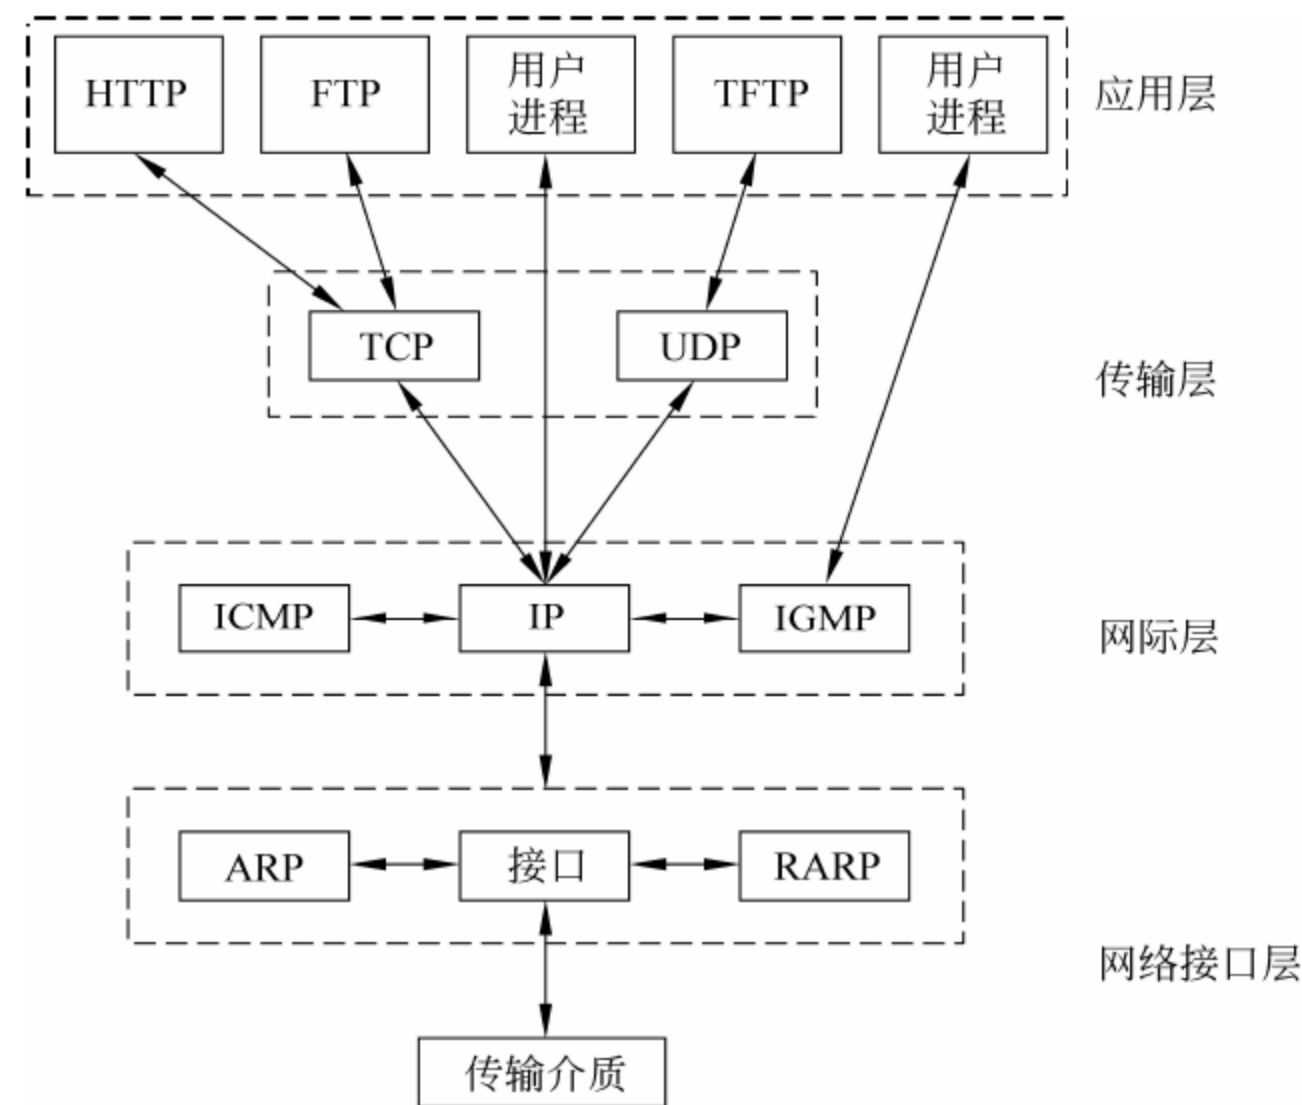 HTTP
FTP
用户
进程
TFTP
用户
进程
应用层
TCP
UDP
传输层
ICMP
IP
IGMP
网际层
ARP
接口
RARP
网络接口层
传输介质